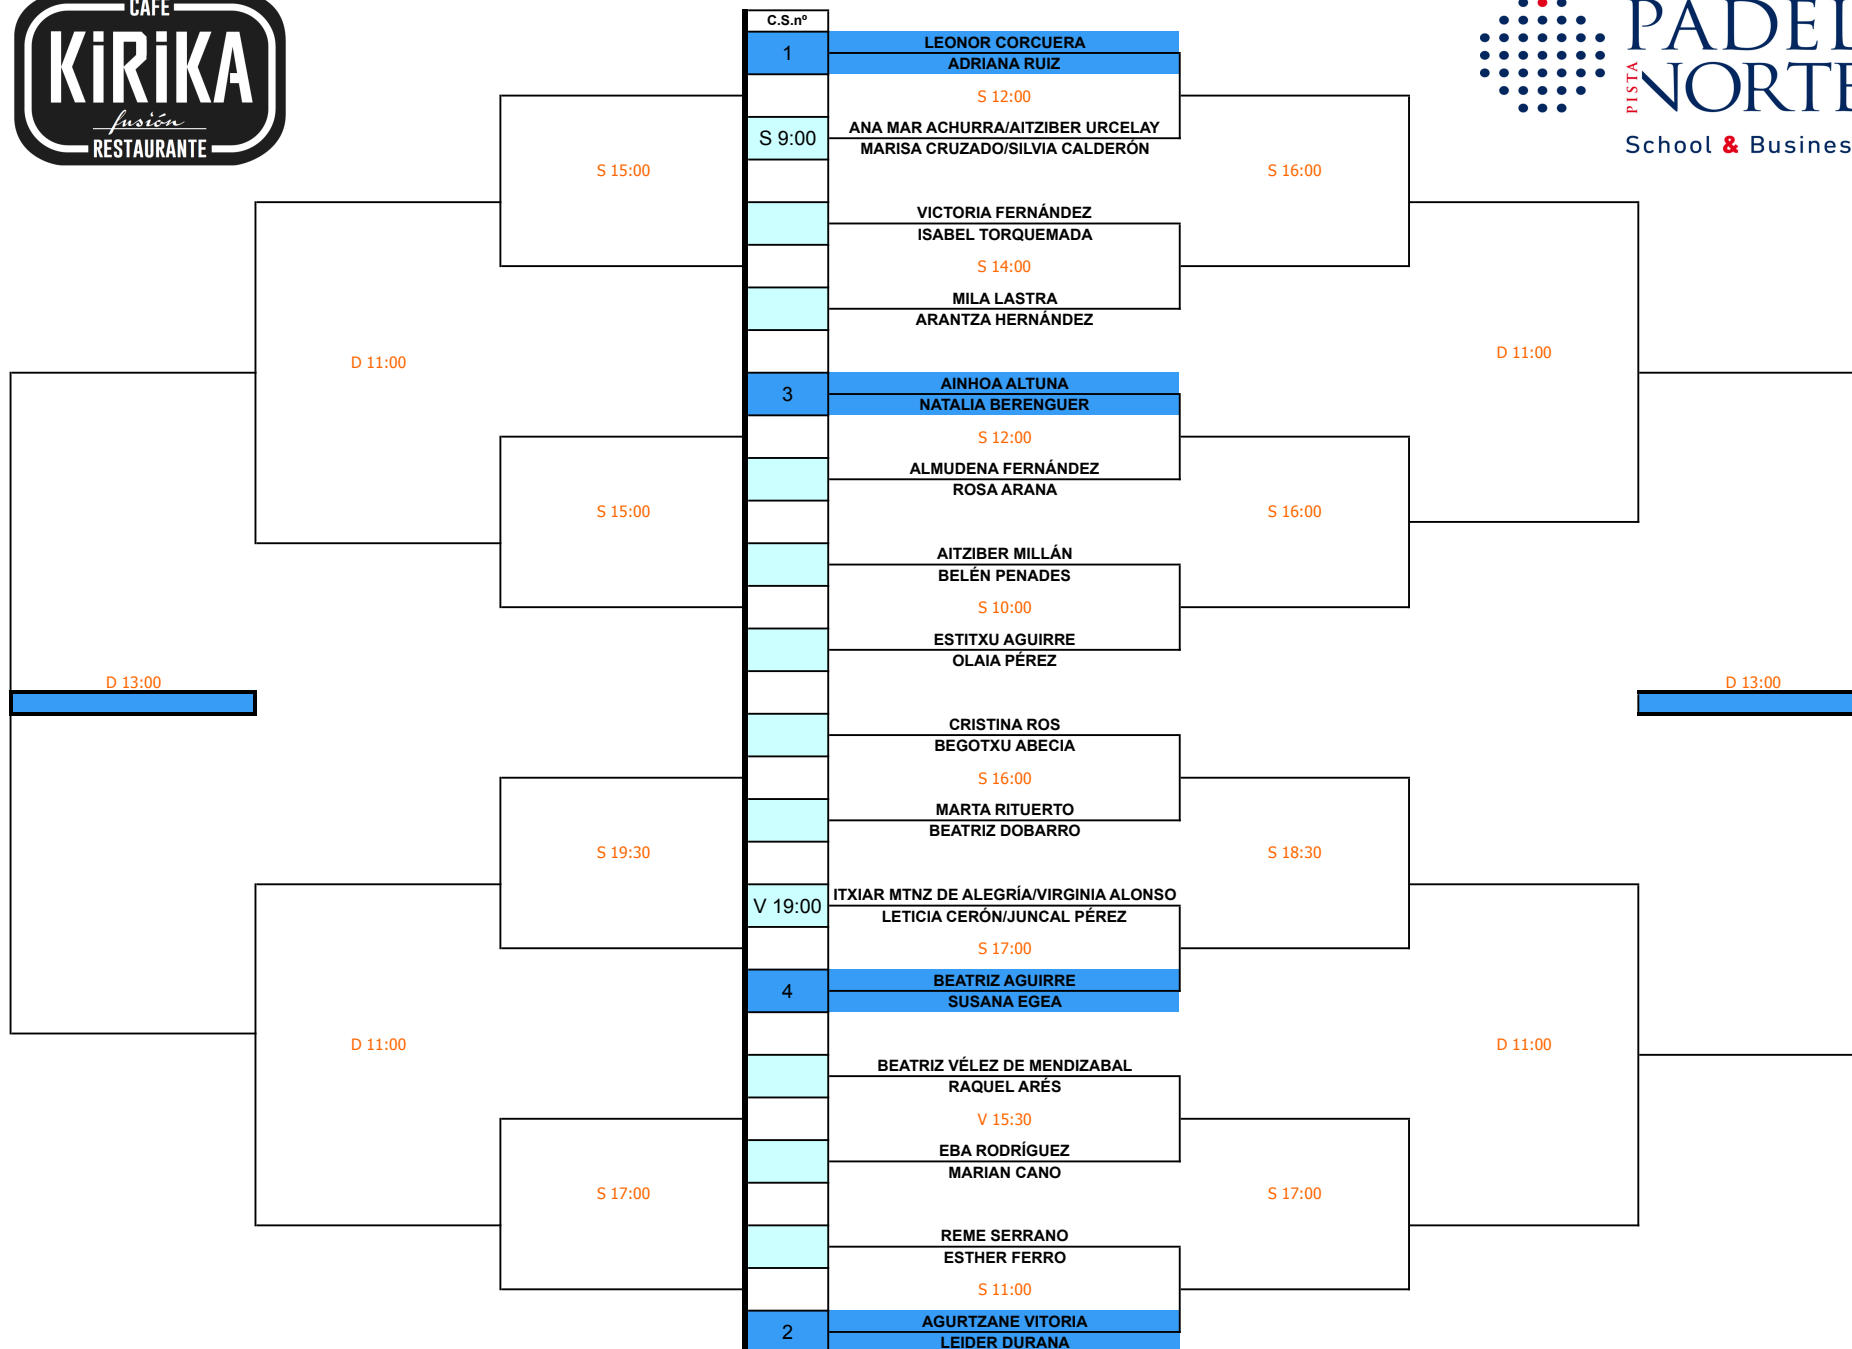 CAFE
KiRiKA
fusión
RESTAURANTE
PADEL
PISTA
NORTE
School & Busines
C.S.nº
1
LEONOR CORCUERA
ADRIANA RUIZ
S 12:00
S 9:00
ANA MAR ACHURRA/AITZIBER URCELAY
MARISA CRUZADO/SILVIA CALDERÓN
S 15:00
S 16:00
VICTORIA FERNÁNDEZ
ISABEL TORQUEMADA
S 14:00
MILA LASTRA
ARANTZA HERNÁNDEZ
D 11:00
D 11:00
3
AINHOA ALTUNA
NATALIA BERENGUER
S 12:00
ALMUDENA FERNÁNDEZ
ROSA ARANA
S 15:00
S 16:00
AITZIBER MILLÁN
BELÉN PENADES
S 10:00
ESTITXU AGUIRRE
OLAIA PÉREZ
D 13:00
D 13:00
CRISTINA ROS
BEGOTXU ABECIA
S 16:00
MARTA RITUERTO
BEATRIZ DOBARRO
S 19:30
S 18:30
V 19:00
ITXIAR MTNZ DE ALEGRÍA/VIRGINIA ALONSO
LETICIA CERÓN/JUNCAL PÉREZ
S 17:00
4
BEATRIZ AGUIRRE
SUSANA EGEA
D 11:00
D 11:00
BEATRIZ VÉLEZ DE MENDIZABAL
RAQUEL ARÉS
V 15:30
EBA RODRÍGUEZ
MARIAN CANO
S 17:00
S 17:00
REME SERRANO
ESTHER FERRO
S 11:00
2
AGURTZANE VITORIA
LEIDER DURANA